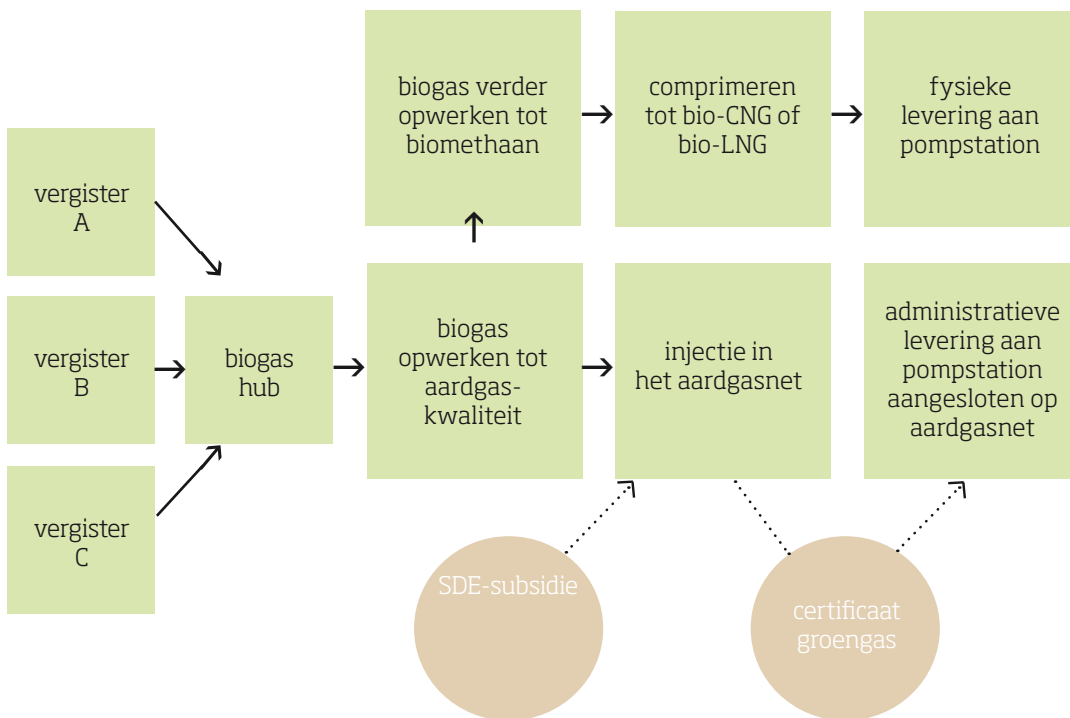 biogas verder
opwerken tot
biomethaan
comprimeren
tot bio-CNG of
bio-LNG
fysieke
levering aan
pompstation
vergister
A
vergister
B
vergister
C
biogas
hub
biogas
opwerken tot
aardgas-
kwaliteit
injectie in
het aardgasnet
administratieve
levering aan
pompstation
aangesloten op
aardgasnet
SDE-subsidie
certificaat
groengas